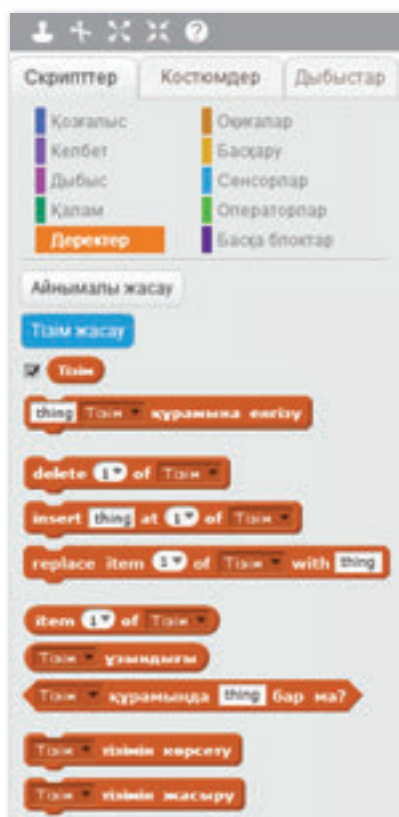 Скрипттер Костюмдер Дыбыстар
Қозғалыс Оқиғалар
Келбет Басқару
Дыбыс Сенсорлар
Қалам Операторлар
Деректер Басқа блоктар
Айнымалы жасау
Тізім жасау
Тізім
thing Тізім құрамына енгізу
delete 1 of Тізім
insert thing at 1 of Тізім
replace item 1 of Тізім with thing
item 1 of Тізім
Тізім ұзындығы
Тізім құрамында thing бар ма?
Тізім тізімін көрсету
Тізім тізімін жасыру